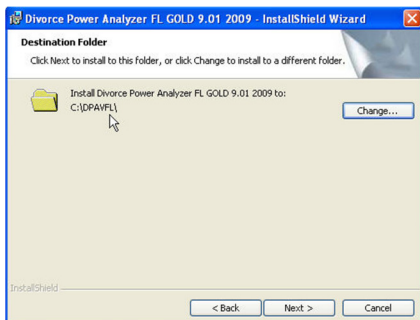 Divorce Power Analyzer FL GOLD 9.01 2009 - InstallShield Wizard
Destination Folder
Click Next to install to this folder, or click Change to install to a different folder.
Install Divorce Power Analyzer FL GOLD 9.01 2009 to:
C:\DPAVFL\
Change...
InstallShield
< Back Next > Cancel